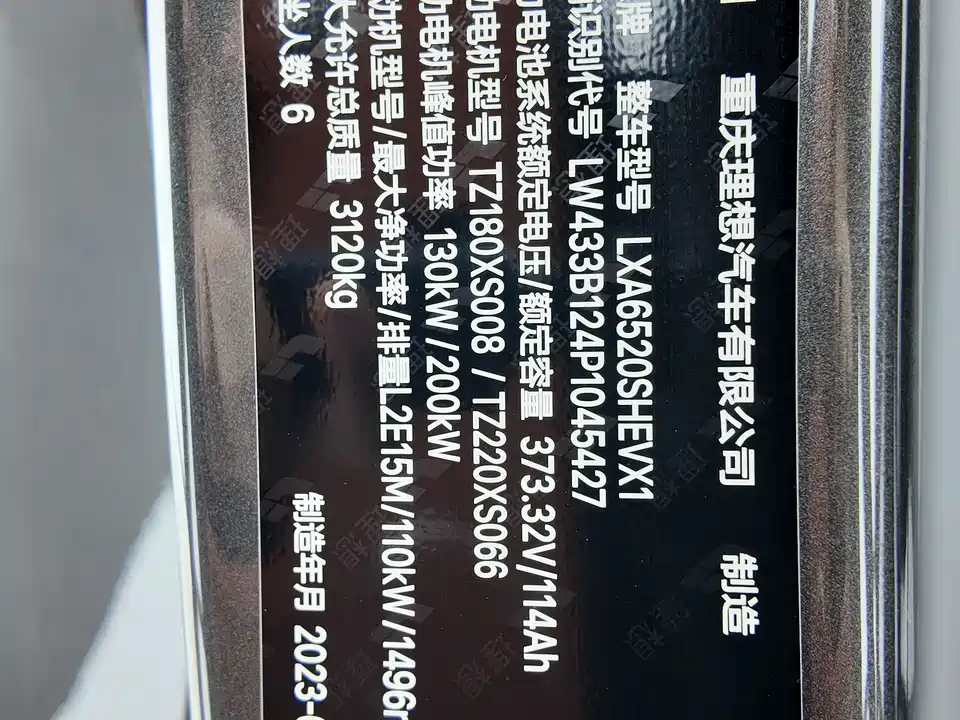 重庆理想汽车有限公司 制造
牌 整车型号 LXA6520SHEVX1
识别代号 LW433B124P1045427
电池系统额定电压/额定容量 373.32V/114Ah
电机型号 TZ180XS008 / TZ220XS066
电机峰值功率 130kW/200kW
机型号/最大净功率/排量L2E15M/110kW/1496
大允许总质量 3120kg
坐人数 6 制造年月 2023-